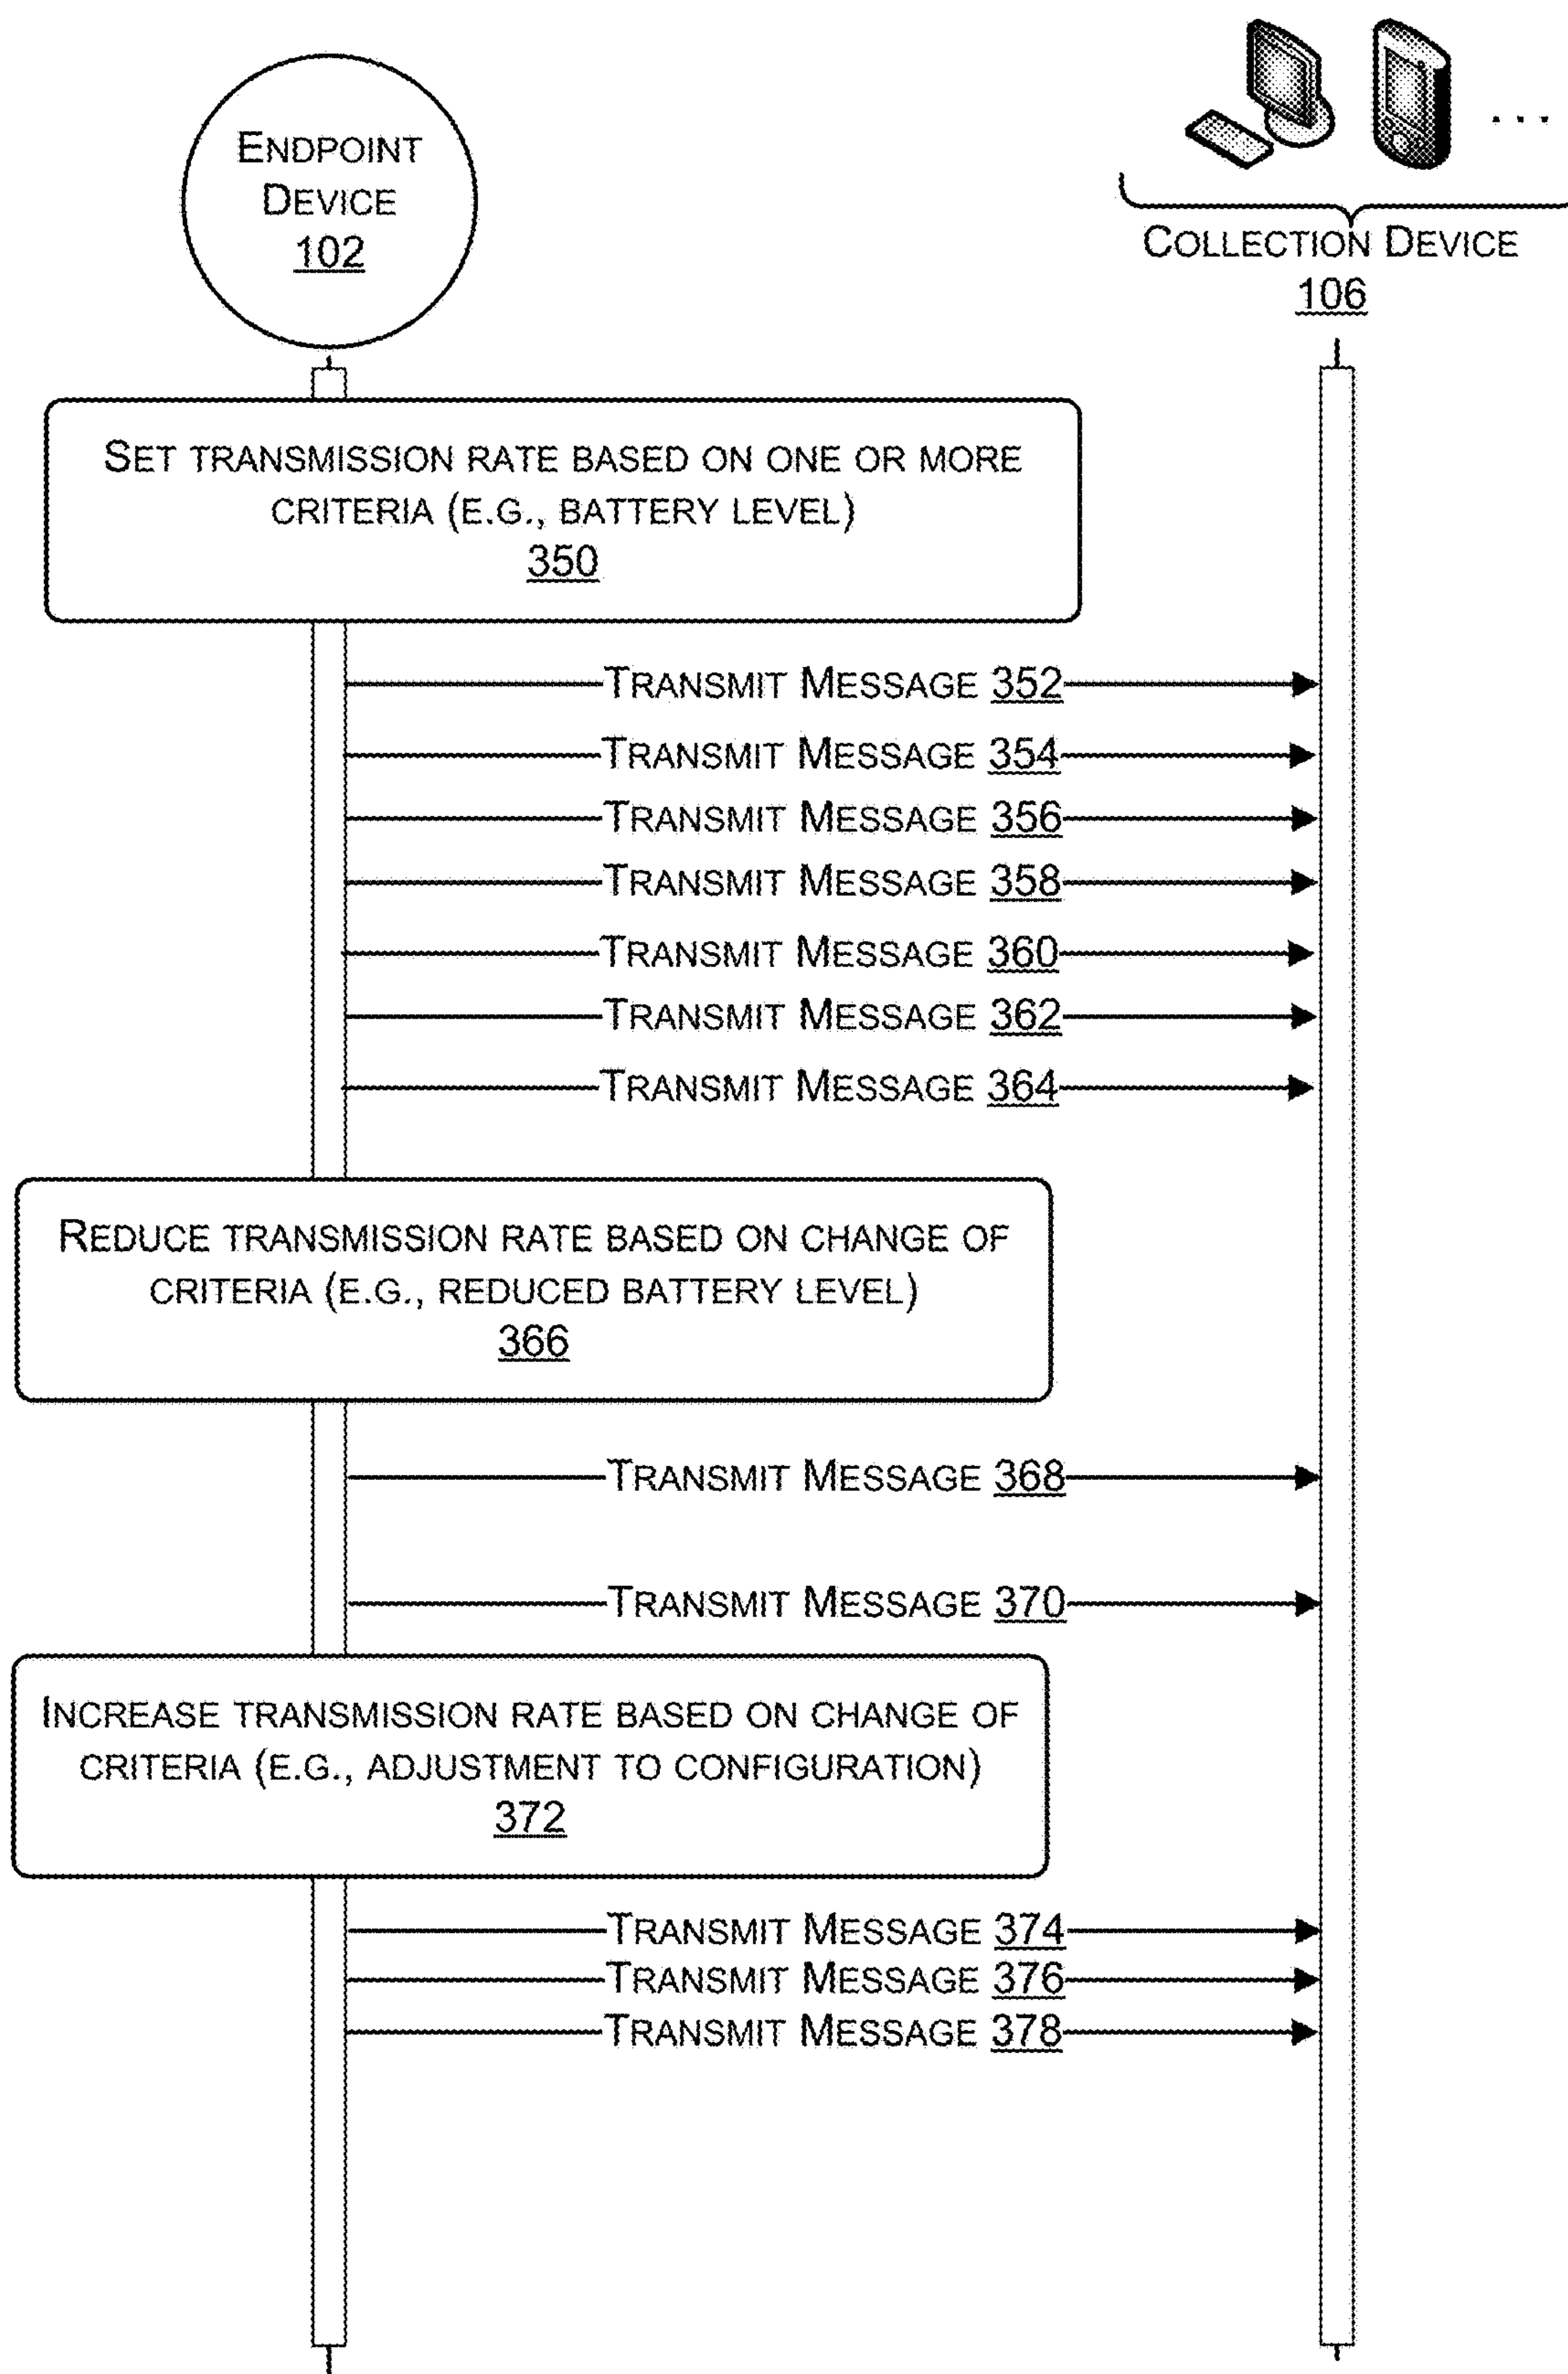 ENDPOINT
DEVICE
102
...
COLLECTION DEVICE
106
SET TRANSMISSION RATE BASED ON ONE OR MORE
CRITERIA (E.G., BATTERY LEVEL)
350
TRANSMIT MESSAGE 352
TRANSMIT MESSAGE 354
TRANSMIT MESSAGE 356
TRANSMIT MESSAGE 358
TRANSMIT MESSAGE 360
TRANSMIT MESSAGE 362
TRANSMIT MESSAGE 364
REDUCE TRANSMISSION RATE BASED ON CHANGE OF
CRITERIA (E.G., REDUCED BATTERY LEVEL)
366
TRANSMIT MESSAGE 368
TRANSMIT MESSAGE 370
INCREASE TRANSMISSION RATE BASED ON CHANGE OF
CRITERIA (E.G., ADJUSTMENT TO CONFIGURATION)
372
TRANSMIT MESSAGE 374
TRANSMIT MESSAGE 376
TRANSMIT MESSAGE 378